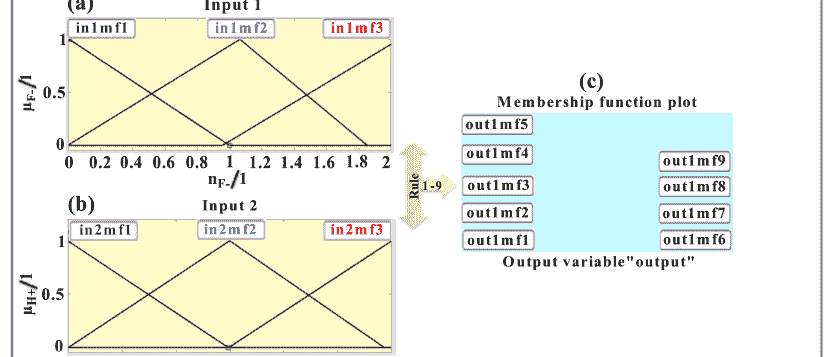 (a)
Input 1
in1mf1 in1mf2 in1mf3
1
0.5
0
μF-/1
0 0.2 0.4 0.6 0.8 1 1.2 1.4 1.6 1.8 2
nF-/1
(b)
Input 2
in2mf1 in2mf2 in2mf3
1
0.5
0
μH+/1
Rule
1-9
(c)
Membership function plot
out1mf5
out1mf4 out1mf9
out1mf3 out1mf8
out1mf2 out1mf7
out1mf1 out1mf6
Output variable"output"